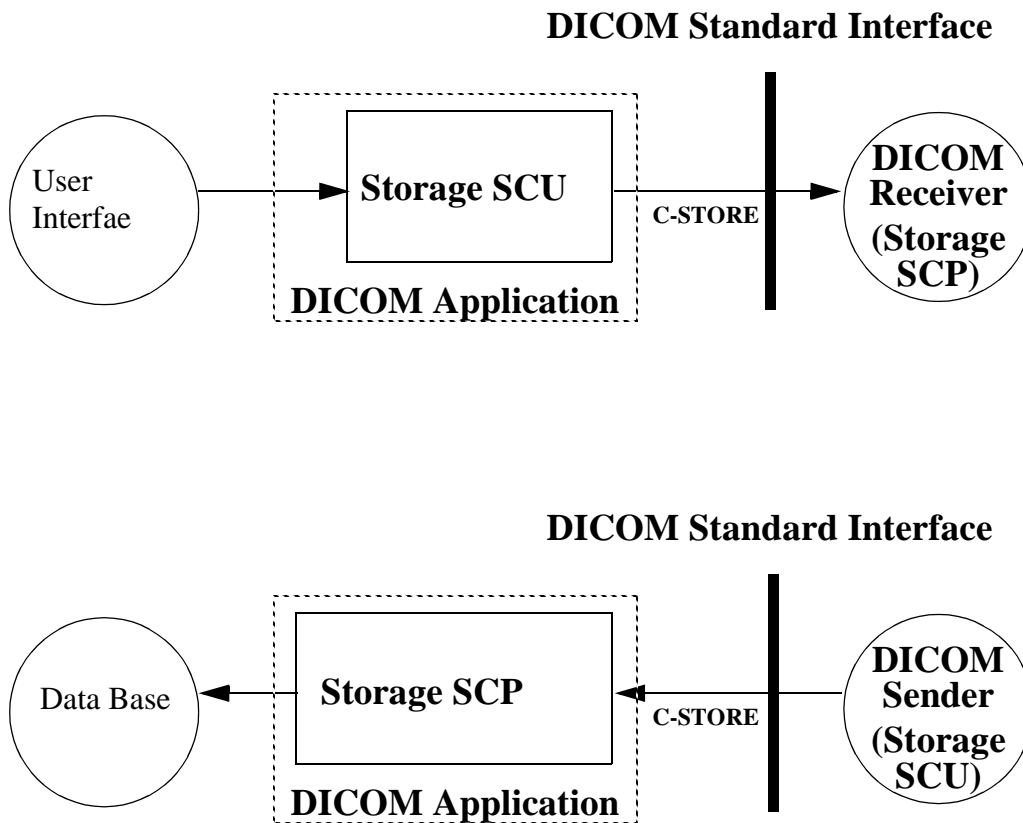 DICOM Standard Interface
User
Interfae
Storage SCU
C-STORE
DICOM
Receiver
(Storage
SCP)
DICOM Application
DICOM Standard Interface
Data Base
Storage SCP
C-STORE
DICOM
Sender
(Storage
SCU)
DICOM Application